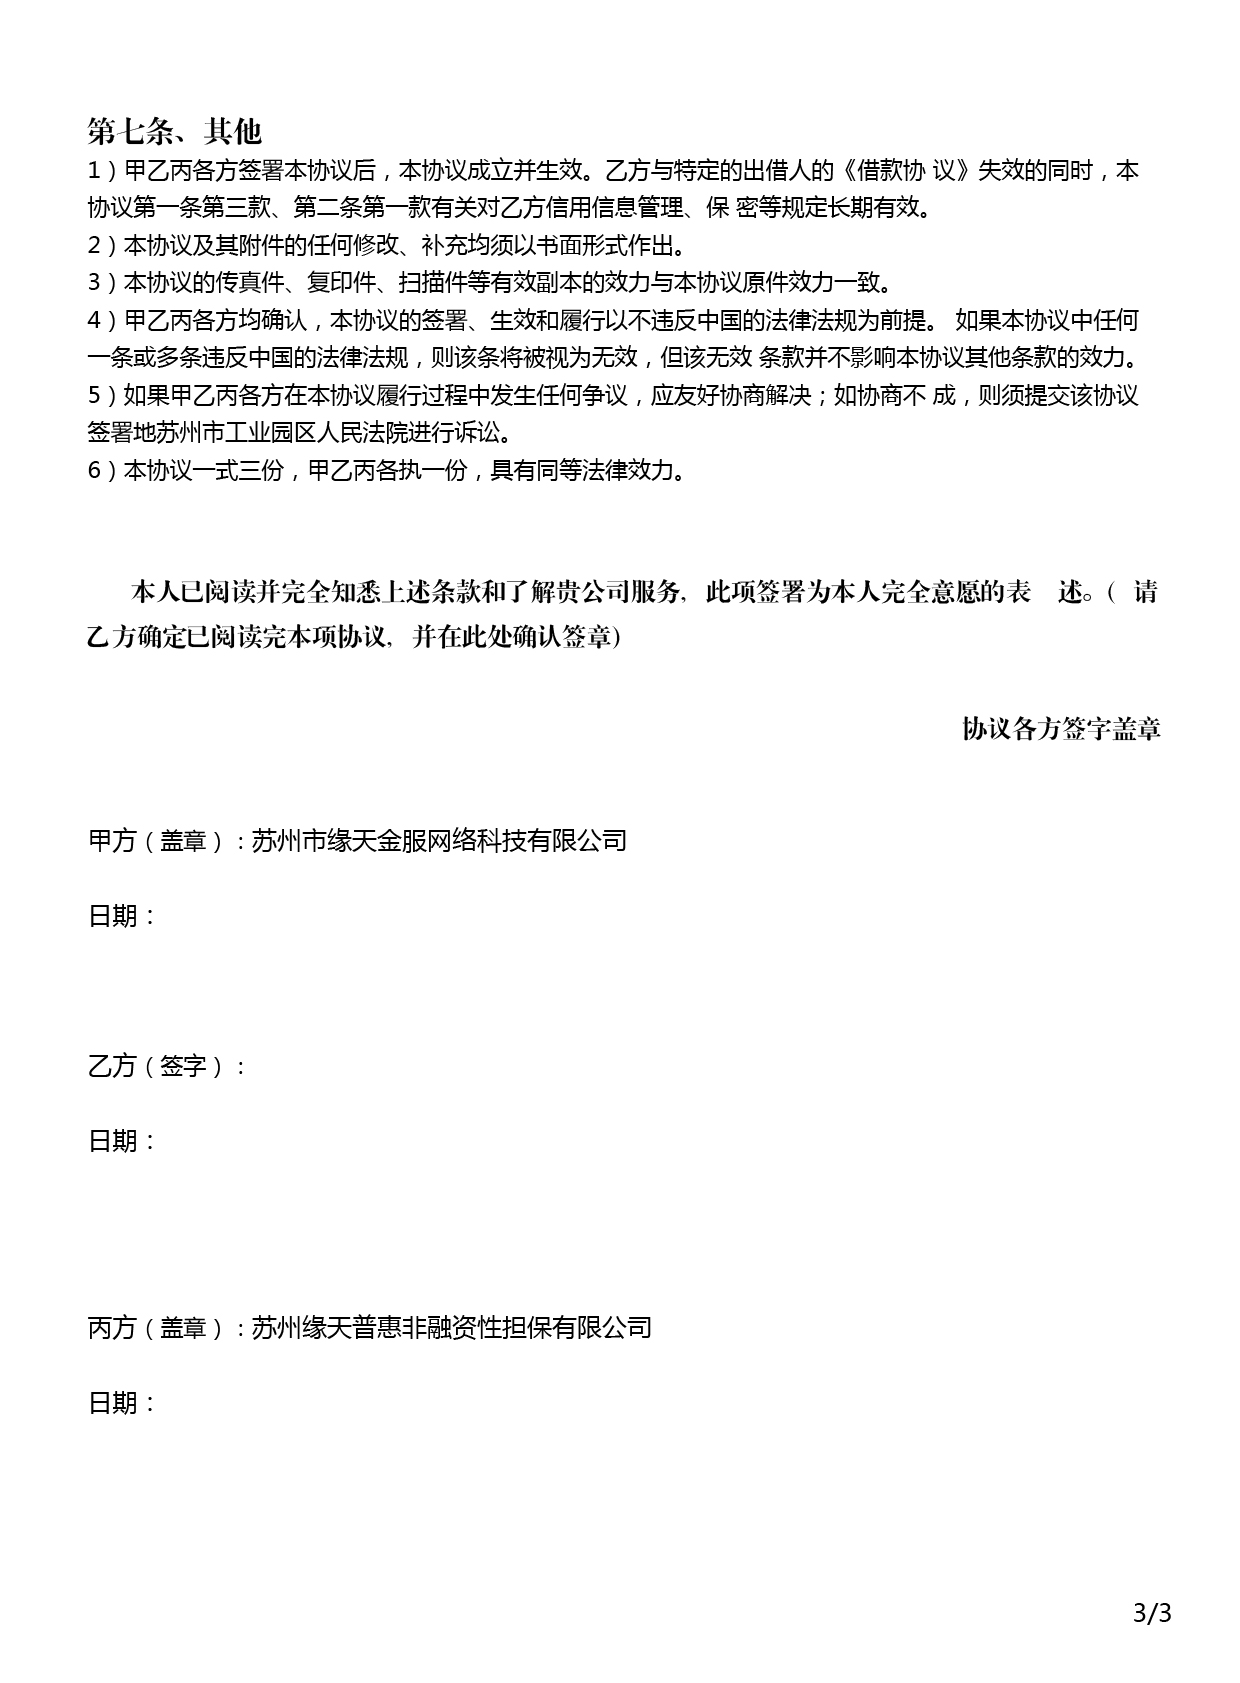 第七条、其他
1）甲乙丙各方签署本协议后，本协议成立并生效。乙方与特定的出借人的《借款协 议》失效的同时，本
协议第一条第三款、第二条第一款有关对乙方信用信息管理、保 密等规定长期有效。
2）本协议及其附件的任何修改、补充均须以书面形式作出。
3）本协议的传真件、复印件、扫描件等有效副本的效力与本协议原件效力一致。
4）甲乙丙各方均确认，本协议的签署、生效和履行以不违反中国的法律法规为前提。 如果本协议中任何
一条或多条违反中国的法律法规，则该条将被视为无效，但该无效 条款并不影响本协议其他条款的效力。
5）如果甲乙丙各方在本协议履行过程中发生任何争议，应友好协商解决；如协商不 成，则须提交该协议
签署地苏州市工业园区人民法院进行诉讼。
6）本协议一式三份，甲乙丙各执一份，具有同等法律效力。
本人已阅读并完全知悉上述条款和了解贵公司服务，此项签署为本人完全意愿的表 述。（ 请
乙方确定已阅读完本项协议，并在此处确认签章）
协议各方签字盖章
甲方（盖章）：苏州市缘天金服网络科技有限公司
日期：
乙方（签字）：
日期：
丙方（盖章）：苏州缘天普惠非融资性担保有限公司
日期：
3/3